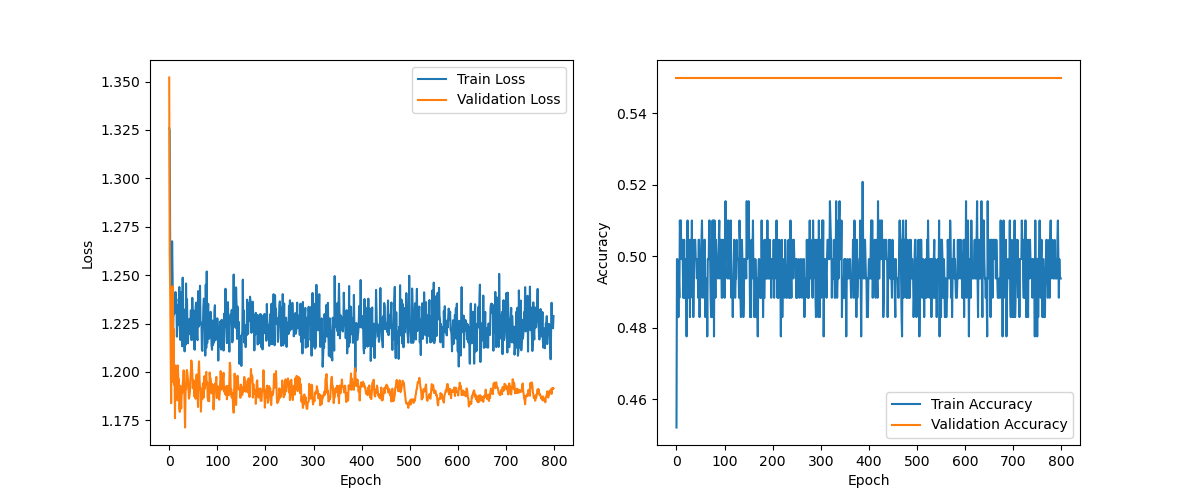 1.350
1.325
1.300
1.275
1.250
1.225
1.200
1.175
Loss
0 100 200 300 400 500 600 700 800
Epoch
Train Loss
Validation Loss
0.54
0.52
0.50
0.48
0.46
Accuracy
0 100 200 300 400 500 600 700 800
Epoch
Train Accuracy
Validation Accuracy